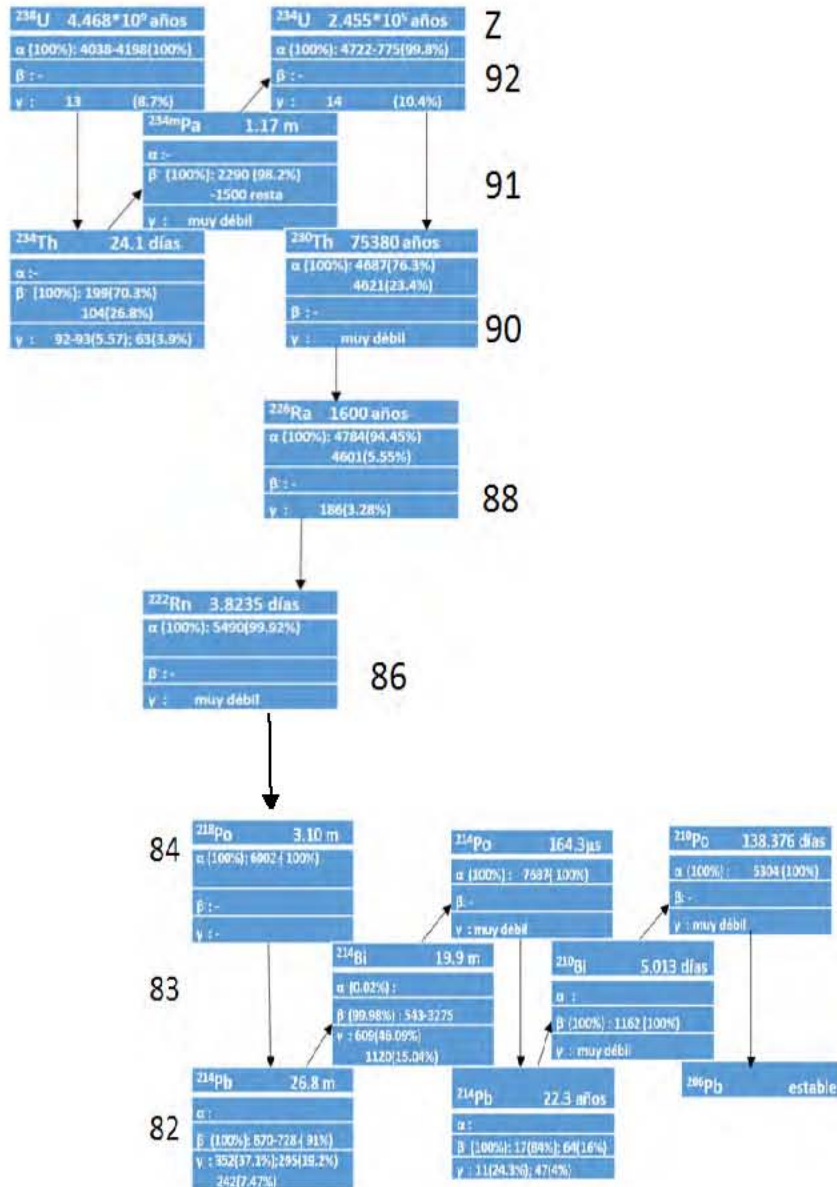 ²³⁸U 4.468*10⁹ años
α (100%): 4038-4198(100%)
β : -
γ : 13 (8.7%)
²³⁴U 2.455*10⁵ años
α (100%): 4722-775(99.8%)
β : -
γ : 14 (10.4%)
Z
92
²³⁴ᵐPa 1.17 m
α :-
β⁻ (100%): 2290 (98.2%)
-1500 resta
γ : muy débil
91
²³⁴Th 24.1 días
α :-
β⁻ (100%): 199(70.3%)
104(26.8%)
γ : 92-93(5.57); 63(3.9%)
²³⁰Th 75380 años
α (100%): 4687(76.3%)
4621(23.4%)
β : -
γ : muy débil
90
²²⁶Ra 1600 años
α (100%): 4784(94.45%)
4601(5.55%)
β : -
γ : 186(3.28%)
88
²²²Rn 3.8235 días
α (100%): 5490(99.92%)
β : -
γ : muy débil
86
84
²¹⁸Po 3.10 m
α (100%): 6002-( 100%)
β : -
γ : -
²¹⁴Po 164.3µs
α (100%) : 7687( 100%)
β: -
γ : muy débil
²¹⁰Po 138.376 días
α (100%) : 5304 (100%)
β: -
γ : muy débil
83
²¹⁴Bi 19.9 m
α (0.02%) :
β (99.98%) : 543-3275
γ : 609(46.09%)
1120(15.04%)
²¹⁰Bi 5.013 días
α :
β (100%) : 1162 (100%)
γ : muy débil
82
²¹⁴Pb 26.8 m
α :
β (100%): 670-728-( 91%)
γ : 352(37.1%);295(19.2%)
242(7.47%)
²¹⁴Pb 22.3 años
α :
β (100%): 17(84%); 64(16%)
γ : 11(24.3%); 47(4%)
²⁰⁶Pb estable